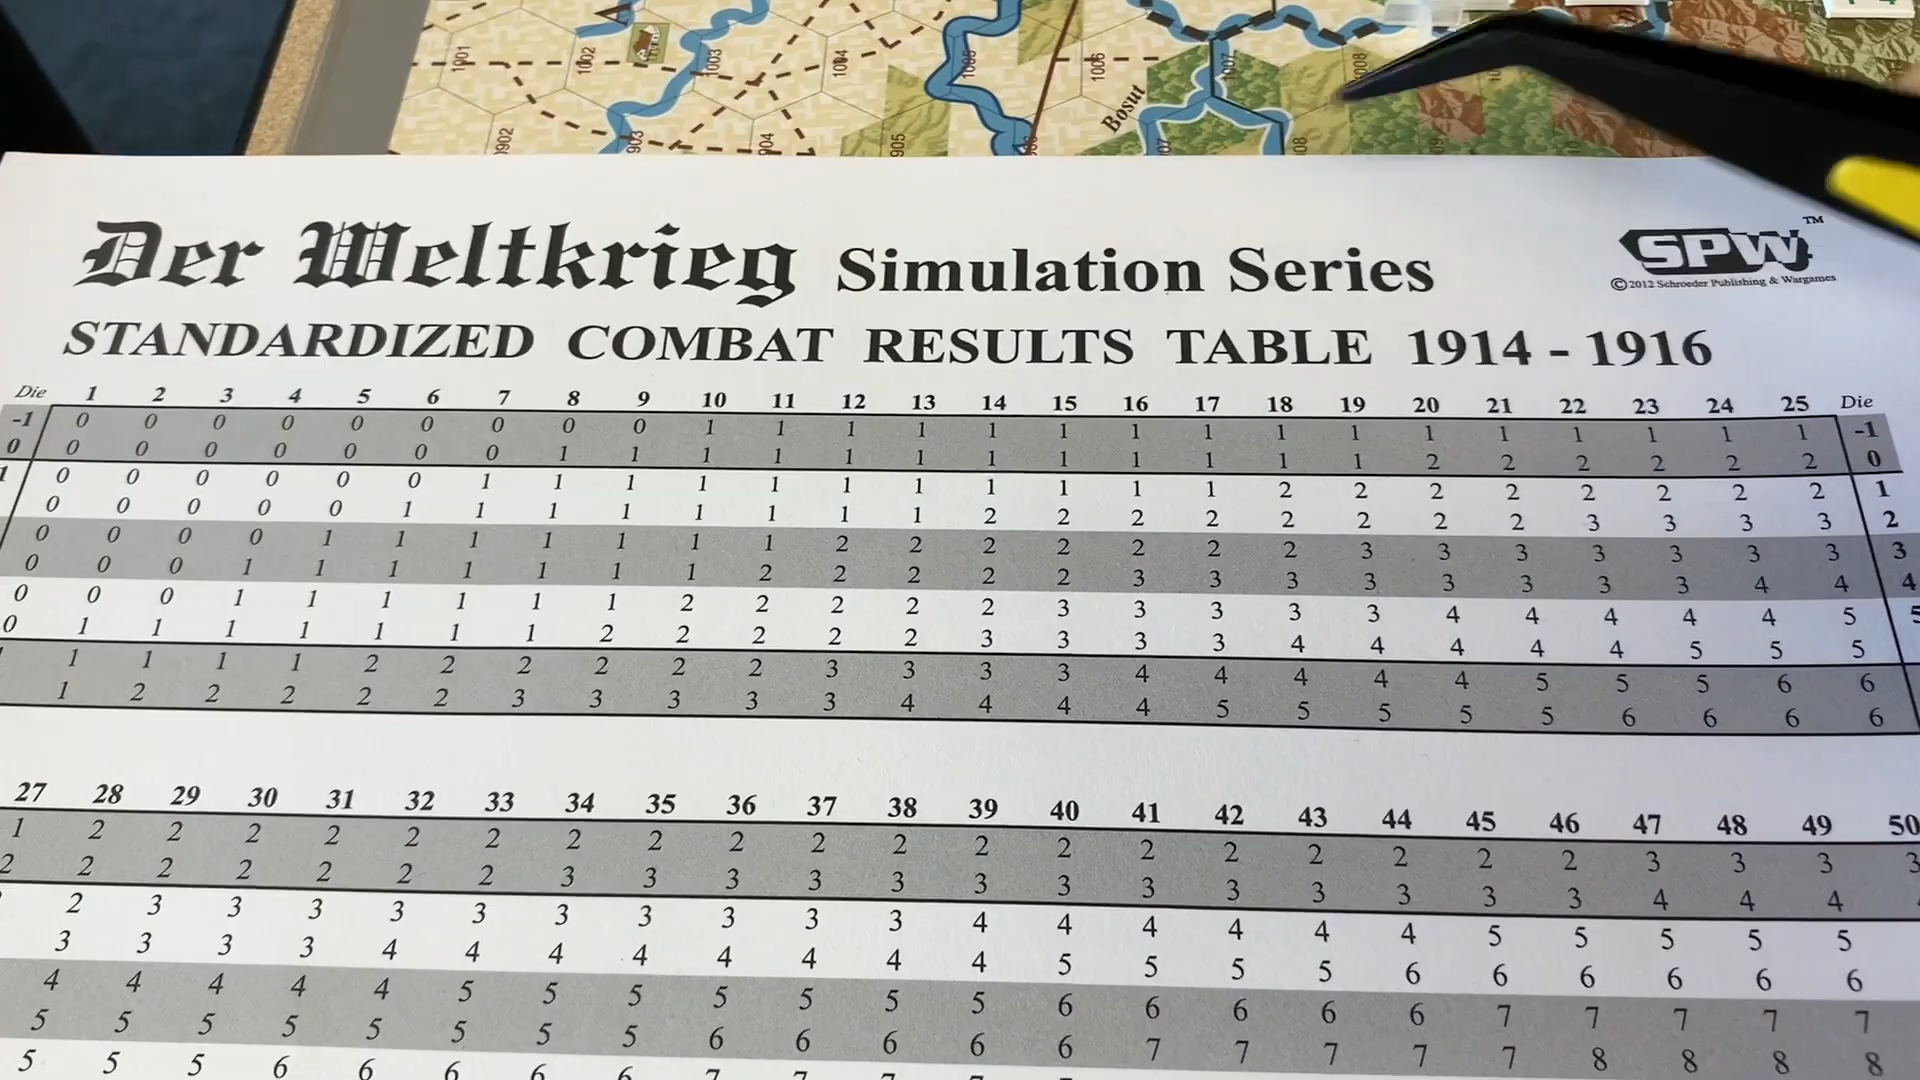 1901
1002
1003
1004
1006
1007
1008
Bosut
0902
Der Weltkrieg Simulation Series
SPW™
©2012 Schroeder Publishing & Wargames
STANDARDIZED COMBAT RESULTS TABLE 1914 - 1916
Die 1 2 3 4 5 6 7 8 9 10 11 12 13 14 15 16 17 18 19 20 21 22 23 24 25 Die
-1 0 0 0 0 0 0 0 0 0 1 1 1 1 1 1 1 1 1 1 1 1 1 1 1 1 -1
0 0 0 0 0 0 0 0 1 1 1 1 1 1 1 1 1 1 1 1 2 2 2 2 2 2 0
1 0 0 0 0 0 0 1 1 1 1 1 1 1 1 1 1 1 2 2 2 2 2 2 2 2 1
0 0 0 0 0 1 1 1 1 1 1 1 1 2 2 2 2 2 2 2 2 3 3 3 3 2
0 0 0 0 1 1 1 1 1 1 1 2 2 2 2 2 2 2 3 3 3 3 3 3 3 3
0 0 0 1 1 1 1 1 1 1 2 2 2 2 2 3 3 3 3 3 3 3 3 4 4 4
0 0 0 1 1 1 1 1 1 2 2 2 2 2 3 3 3 3 3 4 4 4 4 4 5 5
0 1 1 1 1 1 1 1 2 2 2 2 2 3 3 3 3 4 4 4 4 4 5 5 5
1 1 1 1 2 2 2 2 2 2 3 3 3 3 4 4 4 4 4 5 5 5 6 6
1 2 2 2 2 2 3 3 3 3 3 4 4 4 4 5 5 5 5 5 6 6 6 6
27 28 29 30 31 32 33 34 35 36 37 38 39 40 41 42 43 44 45 46 47 48 49 50
1 2 2 2 2 2 2 2 2 2 2 2 2 2 2 2 2 2 2 2 3 3 3 3
2 2 2 2 2 2 2 3 3 3 3 3 3 3 3 3 3 3 3 3 4 4 4
2 3 3 3 3 3 3 3 3 3 3 4 4 4 4 4 4 5 5 5 5 5
3 3 3 3 4 4 4 4 4 4 4 4 5 5 5 5 6 6 6 6 6 6
4 4 4 4 4 5 5 5 5 5 5 5 6 6 6 6 6 7 7 7 7 7
5 5 5 5 5 5 5 5 6 6 6 6 6 7 7 7 7 7 8 8 8 8
5 5 5 6 6 6 6 6